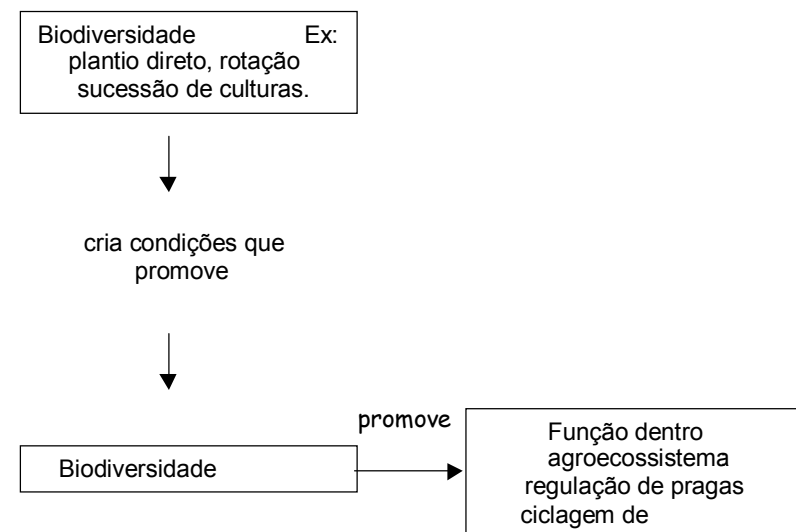 Biodiversidade Ex:
plantio direto, rotação
sucessão de culturas.
cria condições que
promove
Biodiversidade
promove
Função dentro
agroecossistema
regulação de pragas
ciclagem de